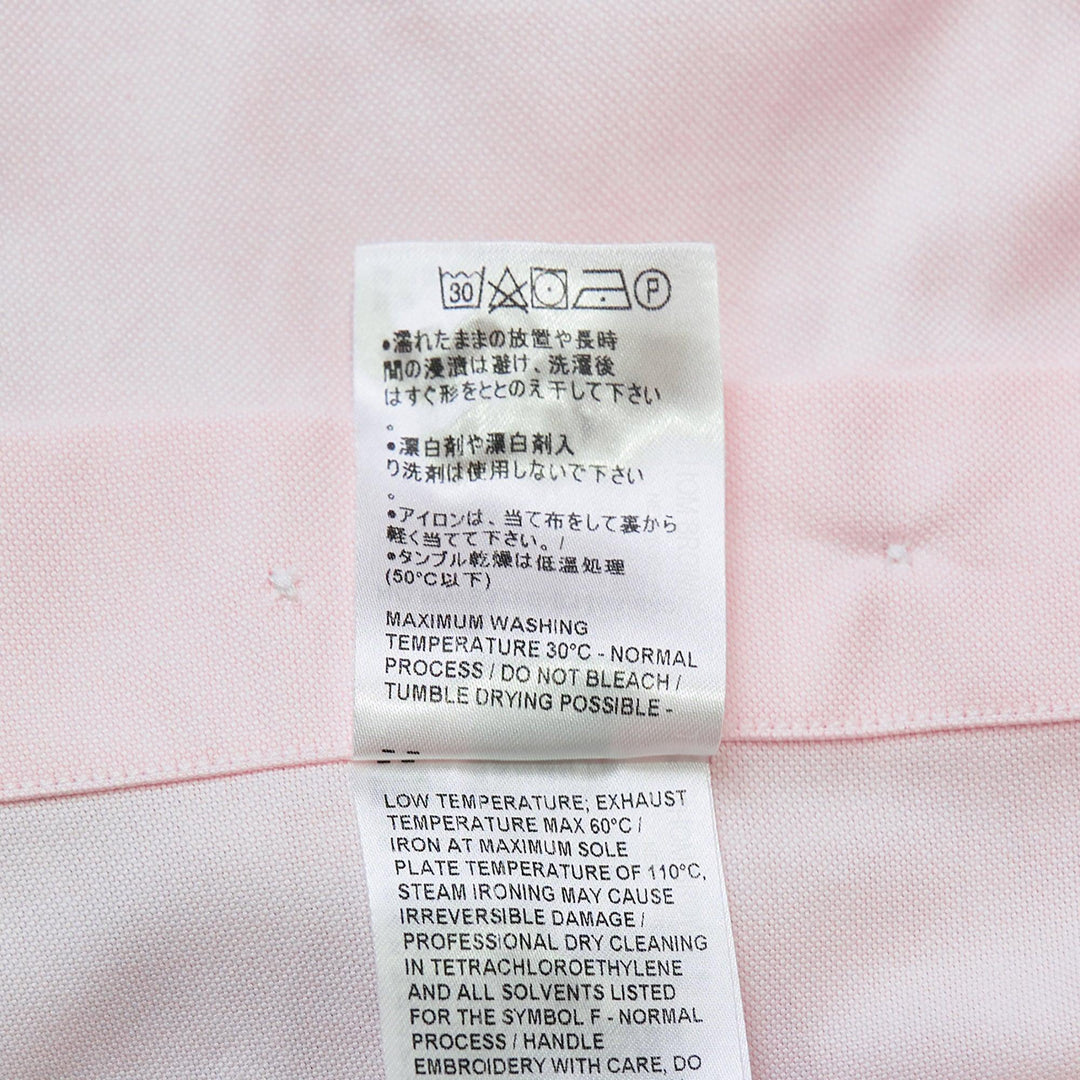 30 P
•濡れたままの放置や長時
間の浸漬は避け、洗濯後
はすぐ形をととのえ干して下さい
。
•漂白剤や漂白剤入
り洗剤は使用しないで下さい
。
•アイロンは、当て布をして裏から
軽く当てて下さい。/
•タンブル乾燥は低温処理
(50°C以下)
MAXIMUM WASHING
TEMPERATURE 30°C - NORMAL
PROCESS / DO NOT BLEACH /
TUMBLE DRYING POSSIBLE -
LOW TEMPERATURE; EXHAUST
TEMPERATURE MAX 60°C /
IRON AT MAXIMUM SOLE
PLATE TEMPERATURE OF 110°C,
STEAM IRONING MAY CAUSE
IRREVERSIBLE DAMAGE /
PROFESSIONAL DRY CLEANING
IN TETRACHLOROETHYLENE
AND ALL SOLVENTS LISTED
FOR THE SYMBOL F - NORMAL
PROCESS / HANDLE
EMBROIDERY WITH CARE, DO